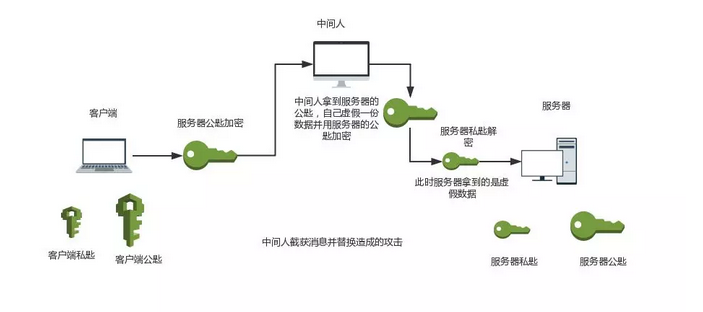 中间人
客户端
服务器公匙加密
中间人拿到服务器的
公匙，自己虚假一份
数据并用服务器的公
匙加密
服务器
服务器私匙解
密
此时服务器拿到的是虚
假数据
中间人截获消息并替换造成的攻击
客户端私匙
客户端公匙
服务器私匙
服务器公匙